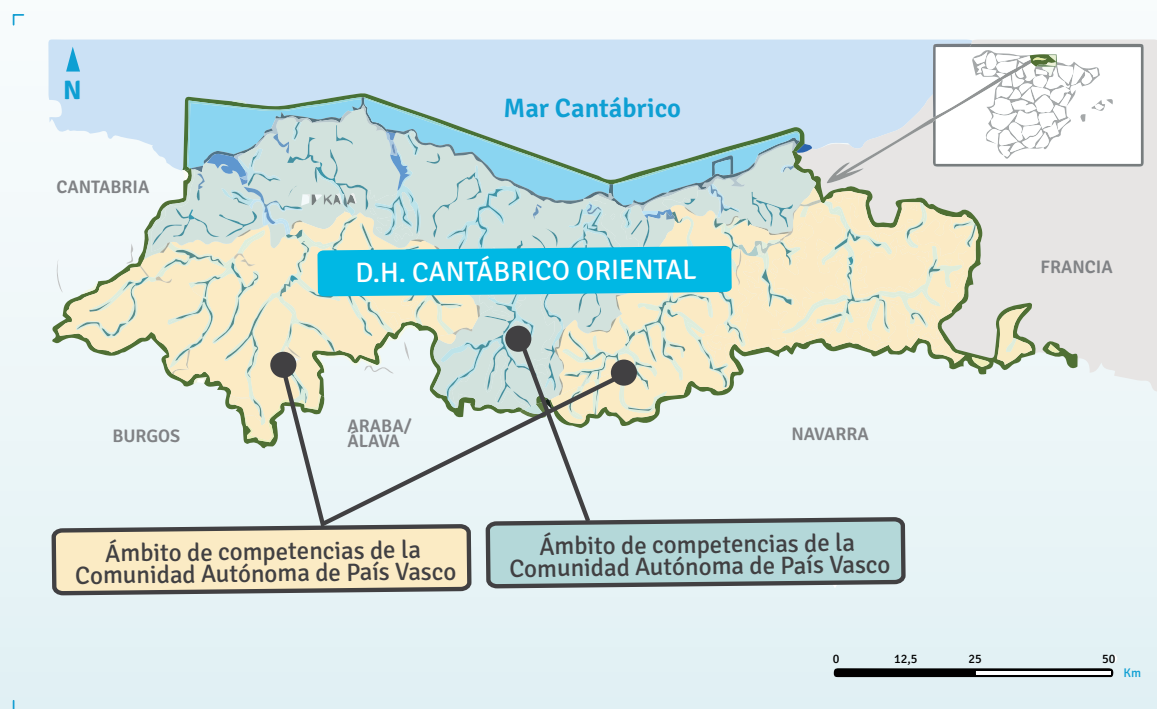 N
Mar Cantábrico
CANTABRIA
D.H. CANTÁBRICO ORIENTAL
FRANCIA
BURGOS
ARABA/
ÁLAVA
NAVARRA
Ámbito de competencias de la
Comunidad Autónoma de País Vasco
Ámbito de competencias de la
Comunidad Autónoma de País Vasco
0 12,5 25 50
Km